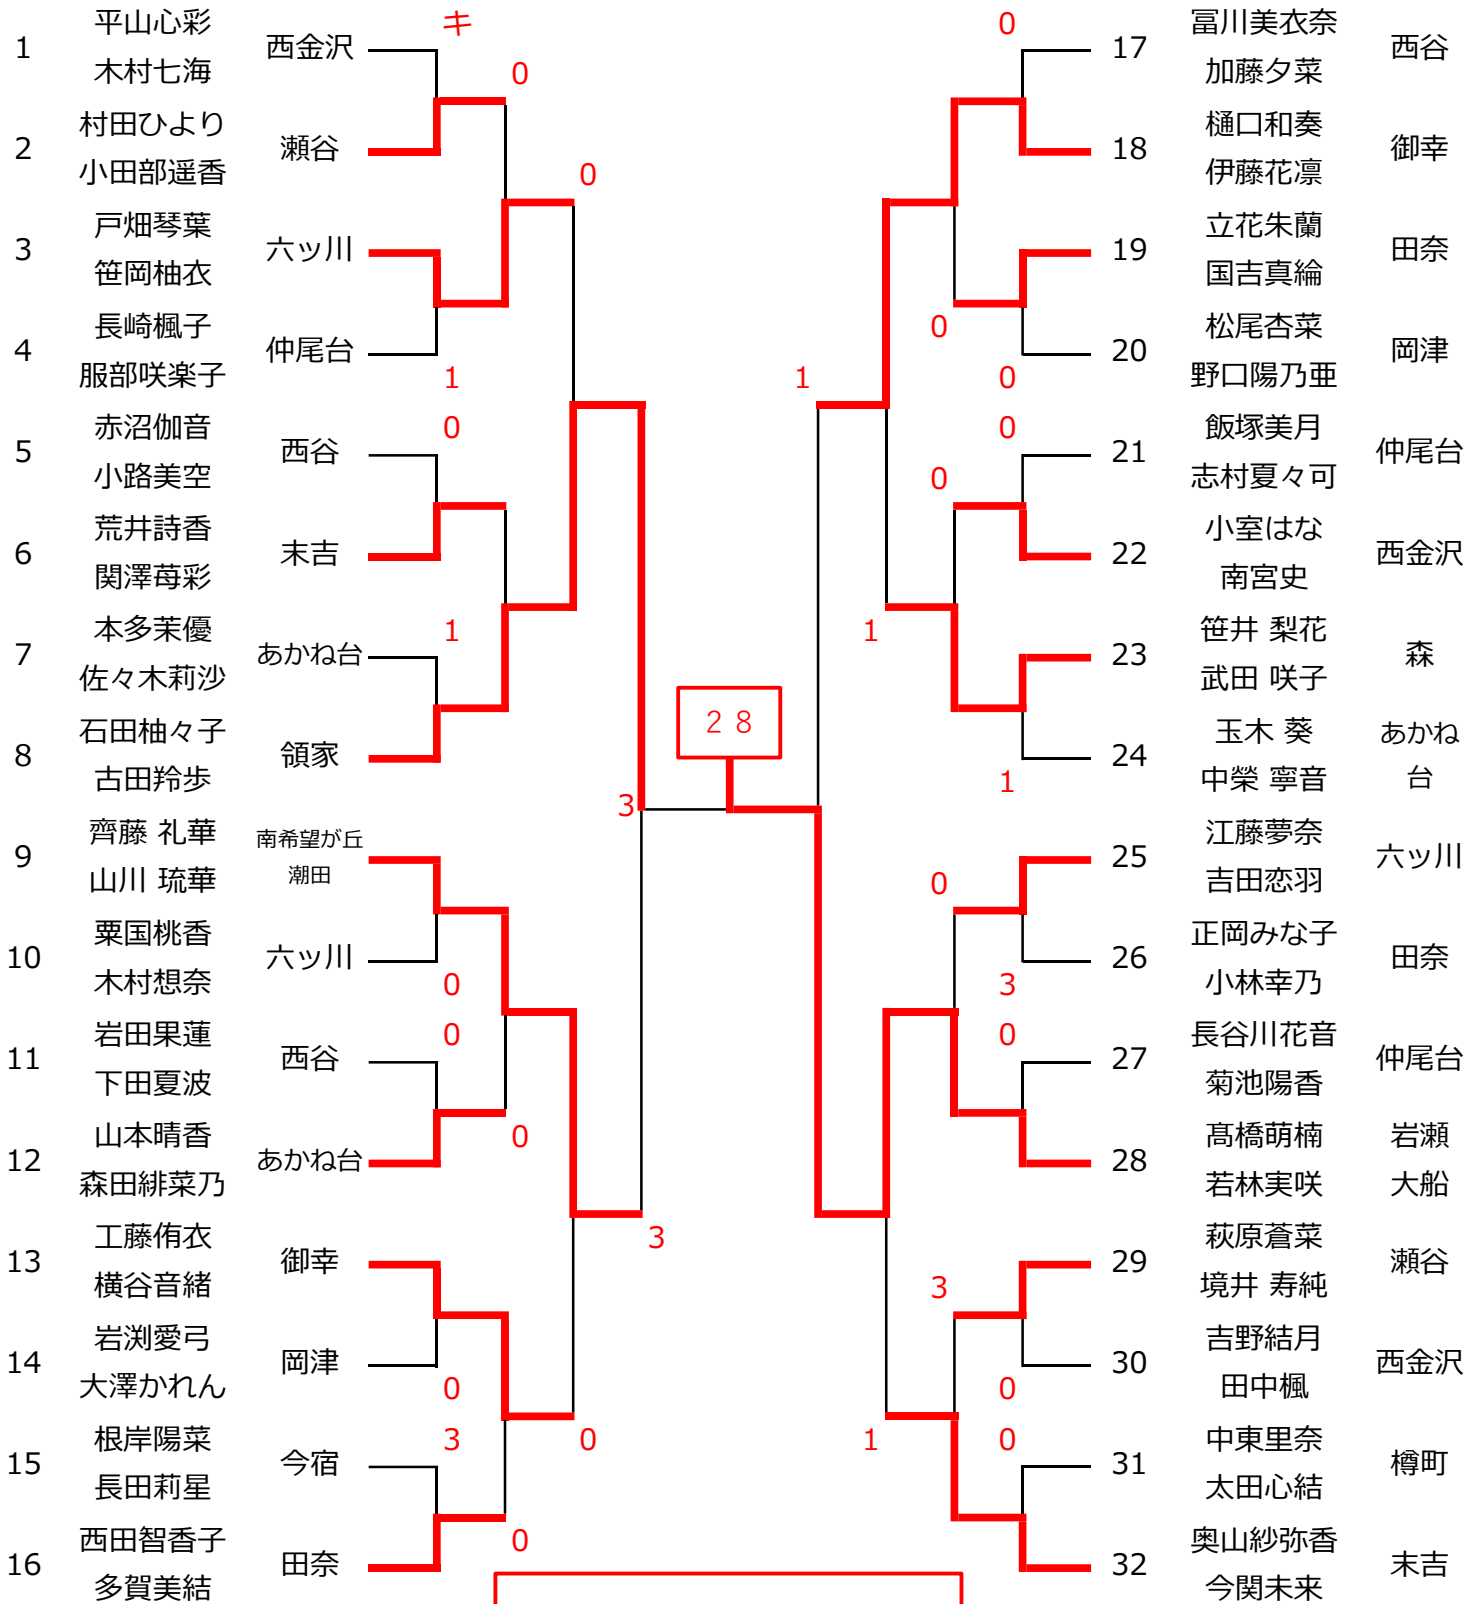 平山心彩
1 西金沢
木村七海
キ
0
村田ひより
2 瀬谷
小田部遥香
0
戸畑琴葉
3 六ッ川
笹岡柚衣
長崎楓子
4 仲尾台
服部咲楽子
1
0
赤沼伽音
5 西谷
小路美空
荒井詩香
6 末吉
関澤苺彩
本多茉優
7 あかね台
佐々木莉沙
1
石田柚々子
8 領家
古田羚歩
3
齊藤 礼華
9 南希望が丘
潮田
山川 琉華
粟国桃香
10 六ッ川
木村想奈
0
0
岩田果蓮
11 西谷
下田夏波
山本晴香
12 あかね台
森田緋菜乃
0
工藤侑衣
13 御幸
横谷音緒
3
岩渕愛弓
14 岡津
大澤かれん
0
3
根岸陽菜
15 今宿
長田莉星
0
西田智香子
16 田奈
多賀美結
0
28
0
冨川美衣奈
17 西谷
加藤夕菜
樋口和奏
18 御幸
伊藤花凛
立花朱蘭
19 田奈
国吉真綸
0
松尾杏菜
20 岡津
野口陽乃亜
1
0
0
飯塚美月
21 仲尾台
志村夏々可
0
小室はな
22 西金沢
南宮史
笹井 梨花
23 森
武田 咲子
1
玉木 葵
24 あかね
台
中榮 寧音
1
江藤夢奈
25 六ッ川
吉田恋羽
0
正岡みな子
26 田奈
小林幸乃
3
0
長谷川花音
27 仲尾台
菊池陽香
髙橋萌楠 岩瀬
28
若林実咲 大船
萩原蒼菜
29 瀬谷
境井 寿純
3
吉野結月
30 西金沢
田中楓
0
0
1
中東里奈
31 樽町
太田心結
奥山紗弥香
32 末吉
今関未来